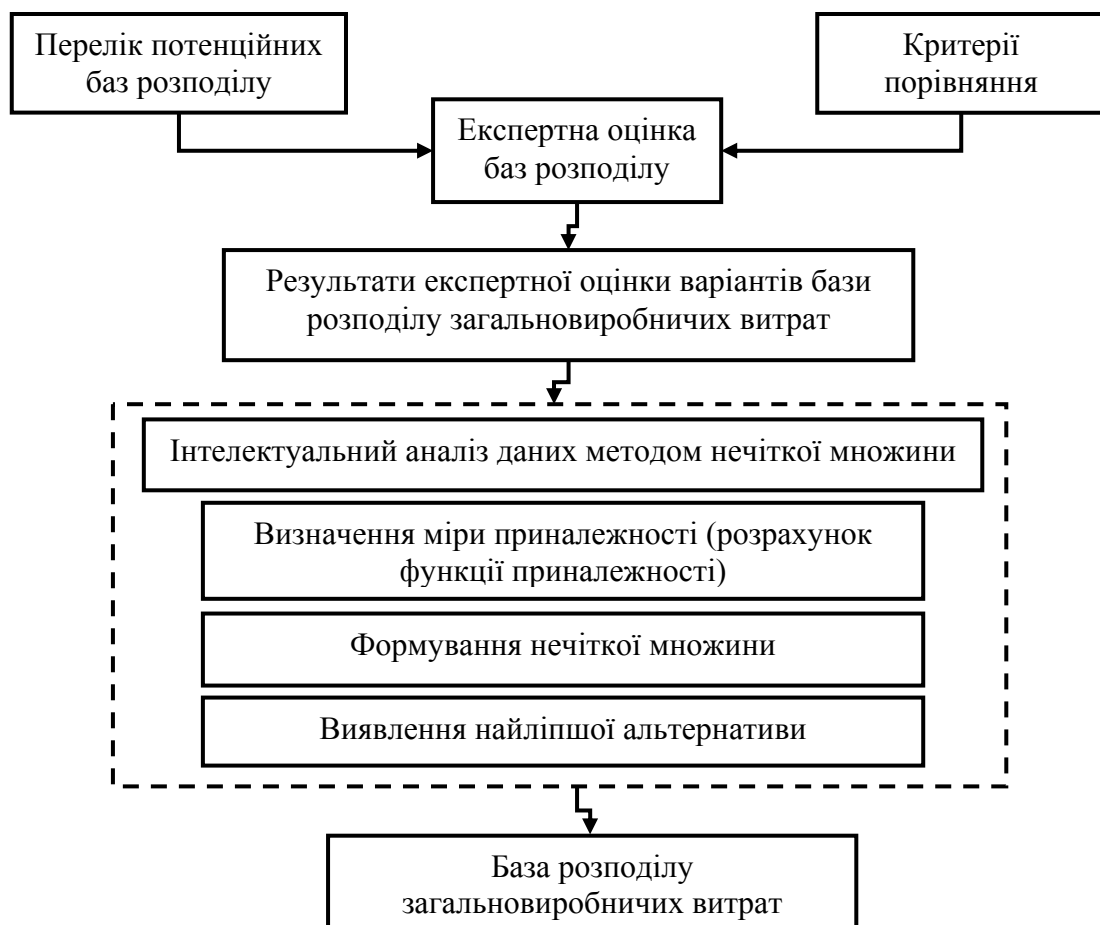 Перелік потенційних
баз розподілу
Критерії
порівняння
Експертна оцінка
баз розподілу
Результати експертної оцінки варіантів бази
розподілу загальновиробничих витрат
Інтелектуальний аналіз даних методом нечіткої множини
Визначення міри приналежності (розрахунок
функції приналежності)
Формування нечіткої множини
Виявлення найліпшої альтернативи
База розподілу
загальновиробничих витрат